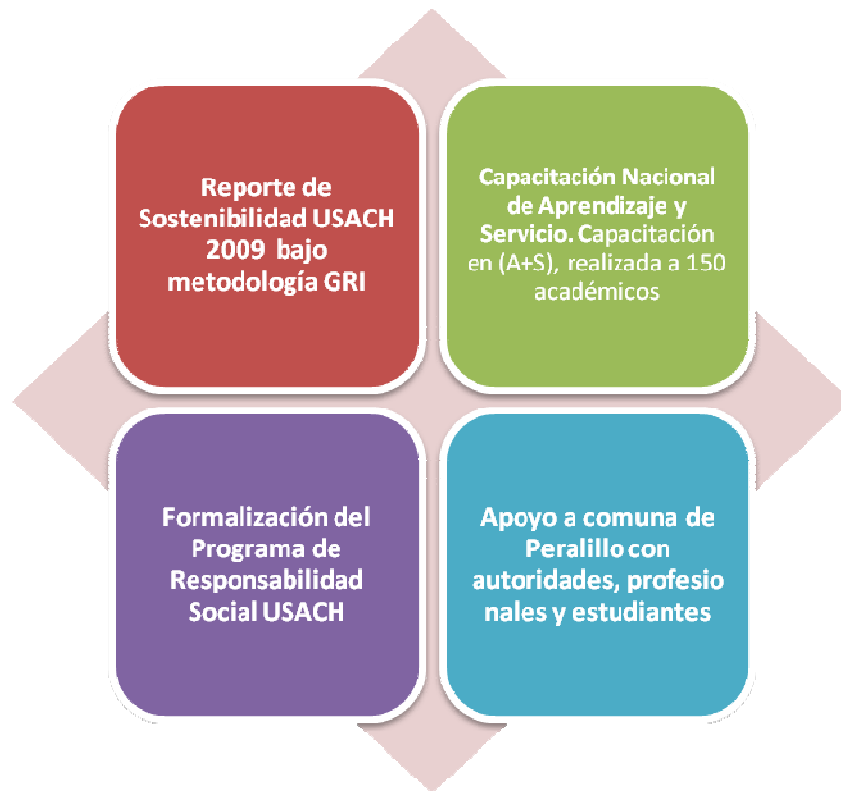 Reporte de
Sostenibilidad USACH
2009 bajo
metodología GRI
Capacitación Nacional
de Aprendizaje y
Servicio. Capacitación
en (A+S), realizada a 150
académicos
Formalización del
Programa de
Responsabilidad
Social USACH
Apoyo a comuna de
Peralillo con
autoridades, profesio
nales y estudiantes